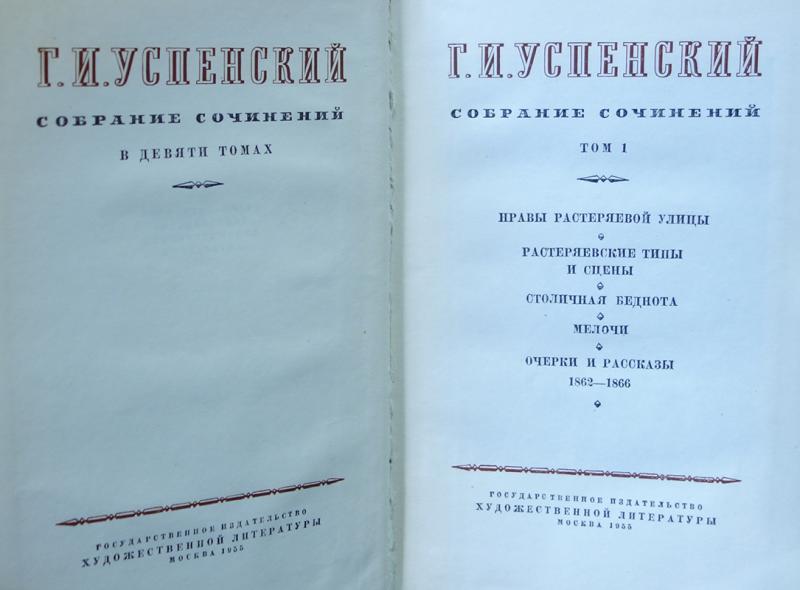 Г.И.УСПЕНСКИЙ
СОБРАНИЕ СОЧИНЕНИЙ
В ДЕВЯТИ ТОМАХ
ГОСУДАРСТВЕННОЕ ИЗДАТЕЛЬСТВО
ХУДОЖЕСТВЕННОЙ ЛИТЕРАТУРЫ
МОСКВА 1955
Г.И.УСПЕНСКИЙ
СОБРАНИЕ СОЧИНЕНИЙ
ТОМ 1
НРАВЫ РАСТЕРЯЕВОЙ УЛИЦЫ
РАСТЕРЯЕВСКИЕ ТИПЫ
И СЦЕНЫ
СТОЛИЧНАЯ БЕДНОТА
МЕЛОЧИ
ОЧЕРКИ И РАССКАЗЫ
1862—1866
ГОСУДАРСТВЕННОЕ ИЗДАТЕЛЬСТВО
ХУДОЖЕСТВЕННОЙ ЛИТЕРАТУРЫ
МОСКВА 1955